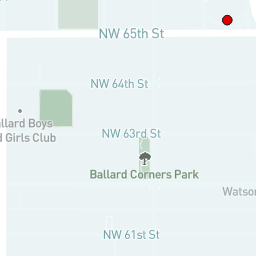 NW 65th St
NW 64th St
allard Boys
d Girls Club
NW 63rd St
Ballard Corners Park
Watson
NW 61st St